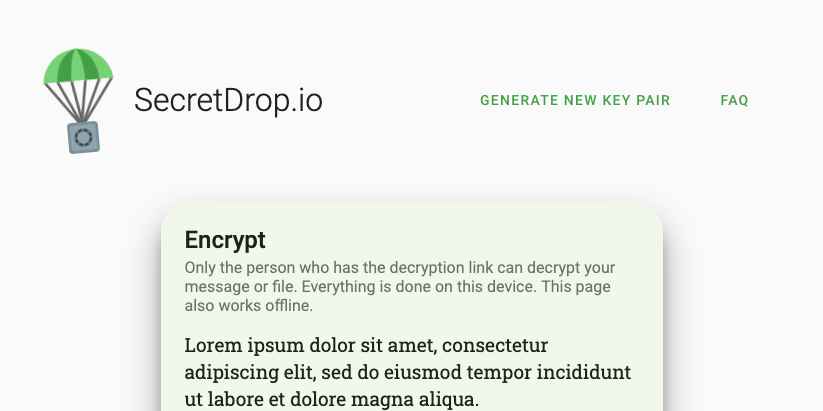 SecretDrop.io
GENERATE NEW KEY PAIR
FAQ
Encrypt
Only the person who has the decryption link can decrypt your
message or file. Everything is done on this device. This page
also works offline.
Lorem ipsum dolor sit amet, consectetur
adipiscing elit, sed do eiusmod tempor incididunt
ut labore et dolore magna aliqua.